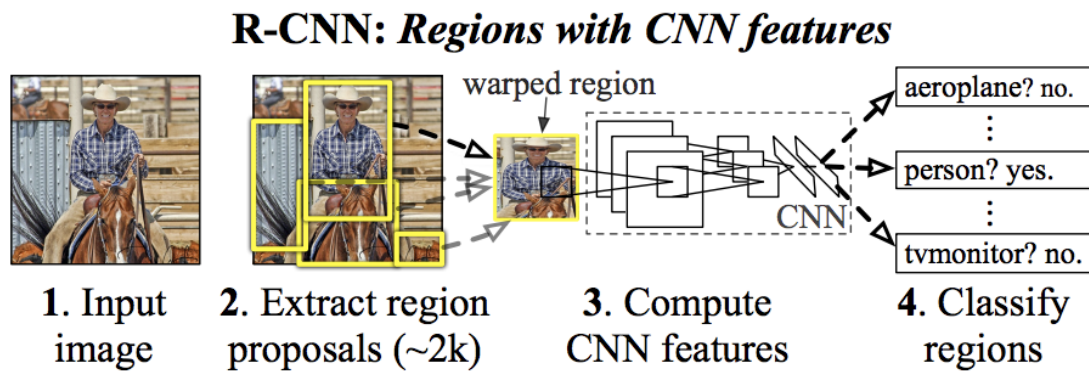 R-CNN: Regions with CNN features
warped region
aeroplane? no.
⋮
person? yes.
⋮
tvmonitor? no.
CNN
1. Input
image
2. Extract region
proposals (~2k)
3. Compute
CNN features
4. Classify
regions